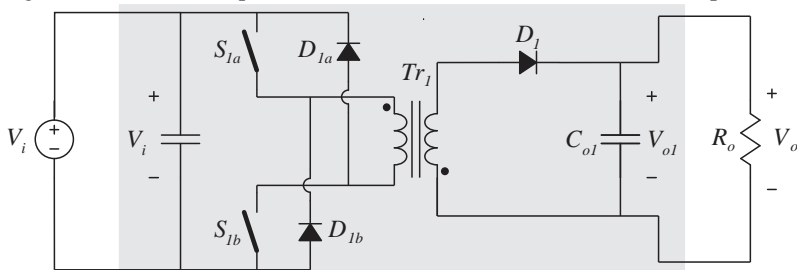 S1a
D1a
Tr1
D1
+
+
+
Vi
+
−
Vi
Co1
Vo1
Ro
Vo
−
−
−
S1b
D1b